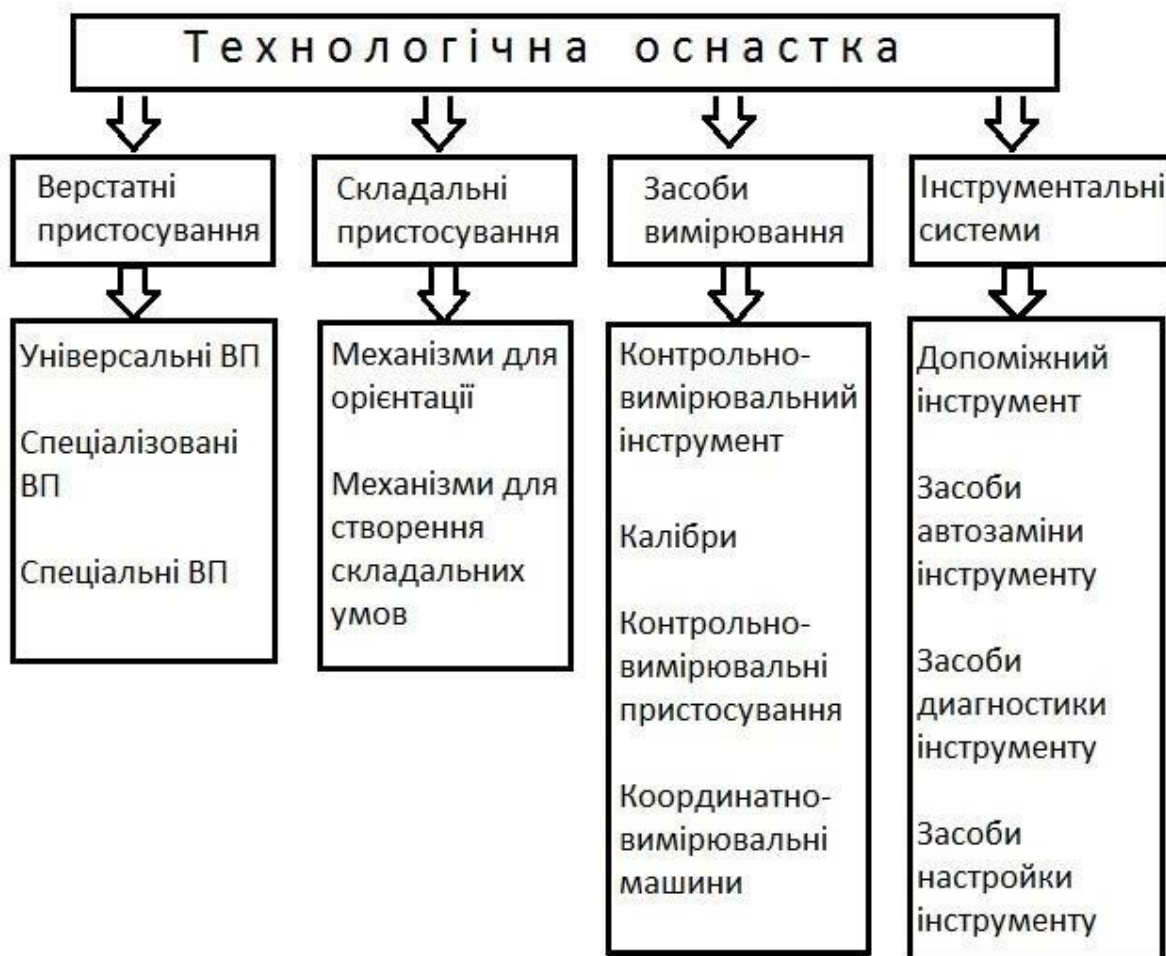 Технологічна оснастка
Верстатні
пристосування
Складальні
пристосування
Засоби
вимірювання
Інструментальні
системи
Універсальні ВП
Спеціалізовані
ВП
Спеціальні ВП
Механізми для
орієнтації
Механізми для
створення
складальних
умов
Контрольно-
вимірювальний
інструмент
Калібри
Контрольно-
вимірювальні
пристосування
Координатно-
вимірювальні
машини
Допоміжний
інструмент
Засоби
автозаміни
інструменту
Засоби
диагностики
інструменту
Засоби
настройки
інструменту